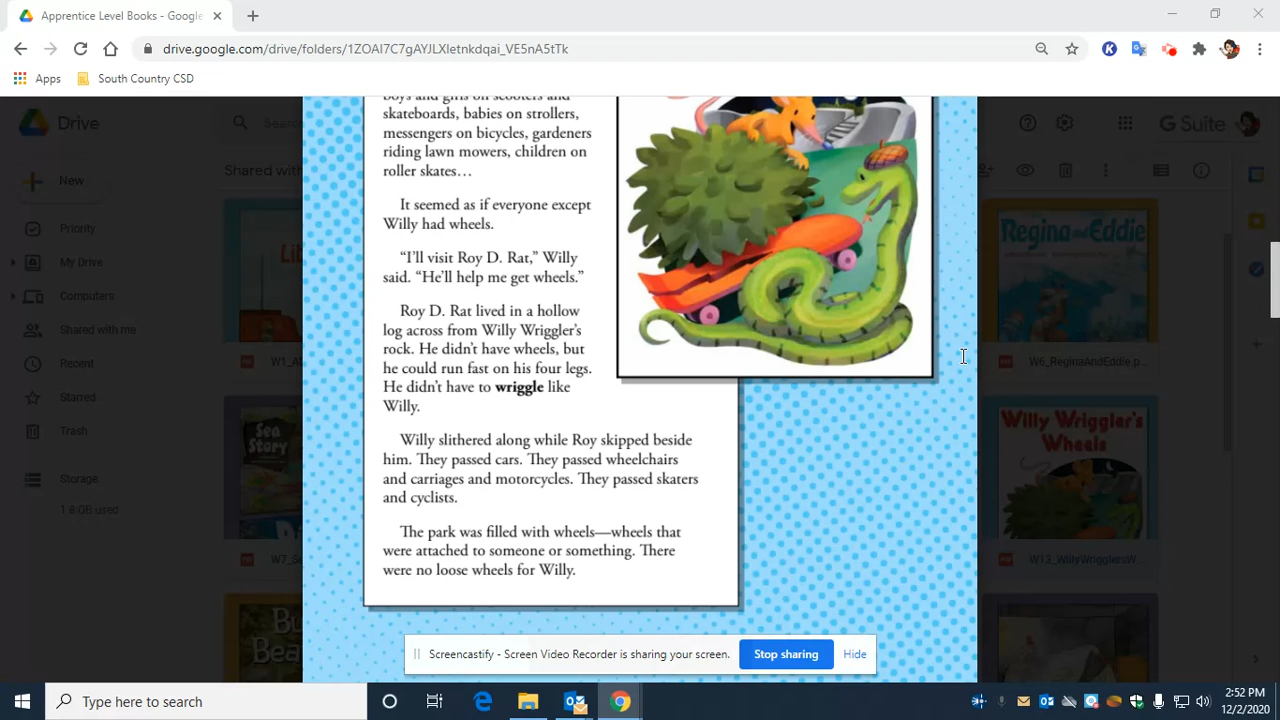 Apprentice Level Books - Google
drive.google.com/drive/folders/1ZOAI7C7gAYJLXletnkdqai_VE5nA5tTk
Apps
South Country CSD
Drive
G Suite
New
Shared with
Priority
My Drive
Computers
Shared with me
Recent
Starred
Trash
Storage
1.8 GB used
boys and girls on scooters and
skateboards, babies on strollers,
messengers on bicycles, gardeners
riding lawn mowers, children on
roller skates…
It seemed as if everyone except
Willy had wheels.
“I’ll visit Roy D. Rat,” Willy
said. “He’ll help me get wheels.”
Roy D. Rat lived in a hollow
log across from Willy Wriggler’s
rock. He didn’t have wheels, but
he could run fast on his four legs.
He didn’t have to wriggle like
Willy.
Willy slithered along while Roy skipped beside
him. They passed cars. They passed wheelchairs
and carriages and motorcycles. They passed skaters
and cyclists.
The park was filled with wheels—wheels that
were attached to someone or something. There
were no loose wheels for Willy.
Regina and Eddie
W6_ReginaAndEddie.p...
Sea
Story
Willy Wriggler's
Wheels
W13_WillyWrigglersW...
Screencastify - Screen Video Recorder is sharing your screen.
Stop sharing
Hide
Type here to search
2:52 PM
12/2/2020